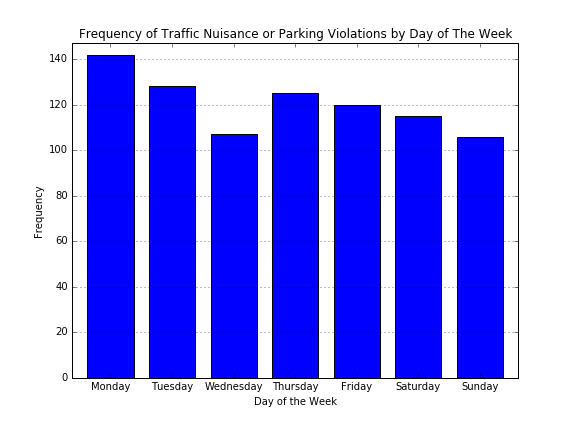 Frequency of Traffic Nuisance or Parking Violations by Day of The Week
140
120
100
80
60
40
20
0
Frequency
Monday Tuesday Wednesday Thursday Friday Saturday Sunday
Day of the Week